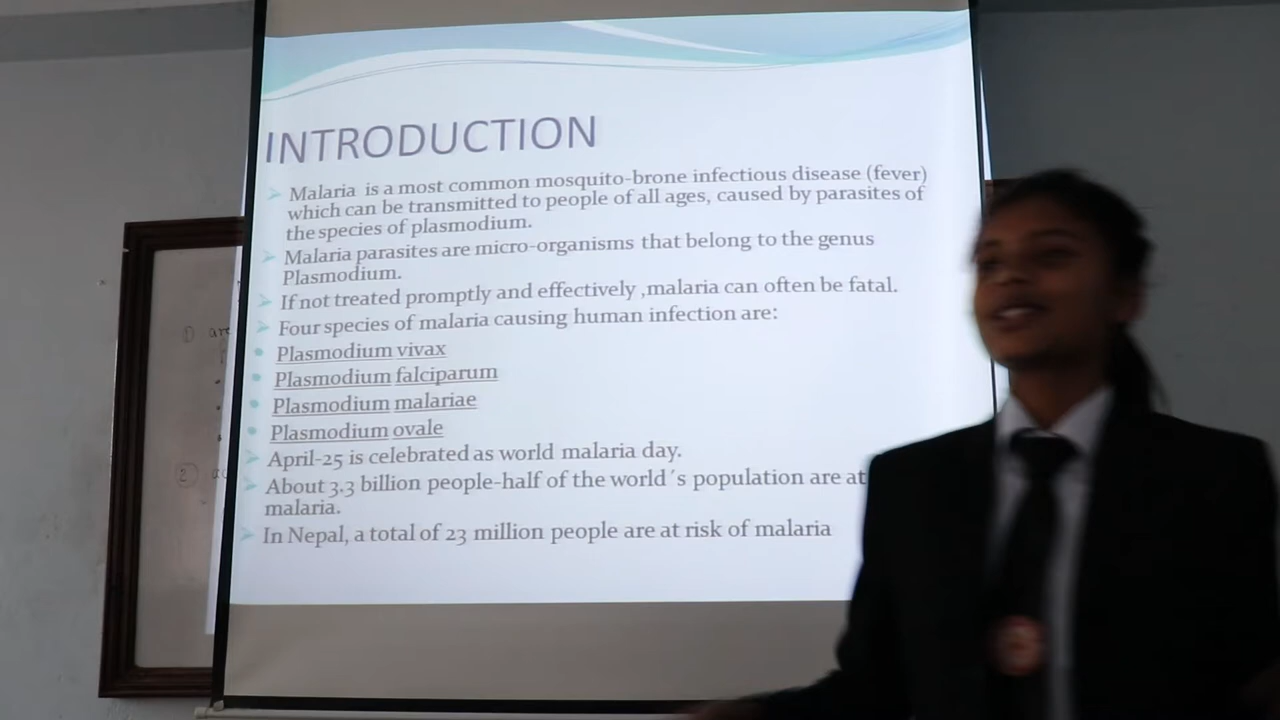 INTRODUCTION
Malaria is a most common mosquito-brone infectious disease (fever)
which can be transmitted to people of all ages, caused by parasites of
the species of plasmodium.
Malaria parasites are micro-organisms that belong to the genus
Plasmodium.
If not treated promptly and effectively ,malaria can often be fatal.
Four species of malaria causing human infection are:
Plasmodium vivax
Plasmodium falciparum
Plasmodium malariae
Plasmodium ovale
April-25 is celebrated as world malaria day.
About 3.3 billion people-half of the world´s population are at
malaria.
In Nepal, a total of 23 million people are at risk of malaria
① are
②